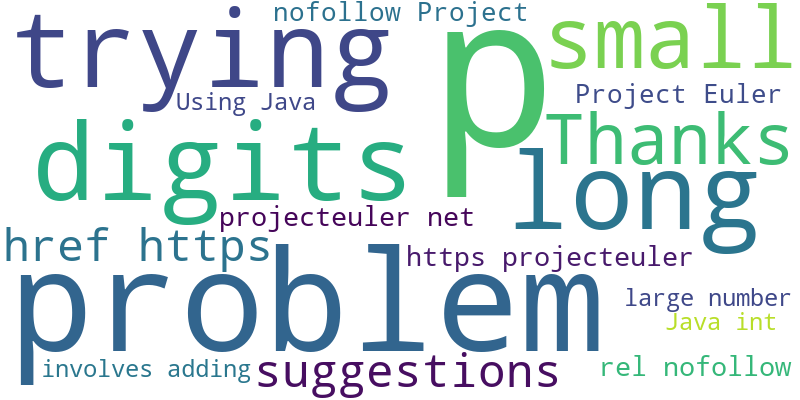 nofollow Project
trying
p
small
Using Java
Project Euler
digits
Thanks
long
projecteuler net
href https
https projecteuler
problem
large number
Java int
involves adding
suggestions
rel nofollow